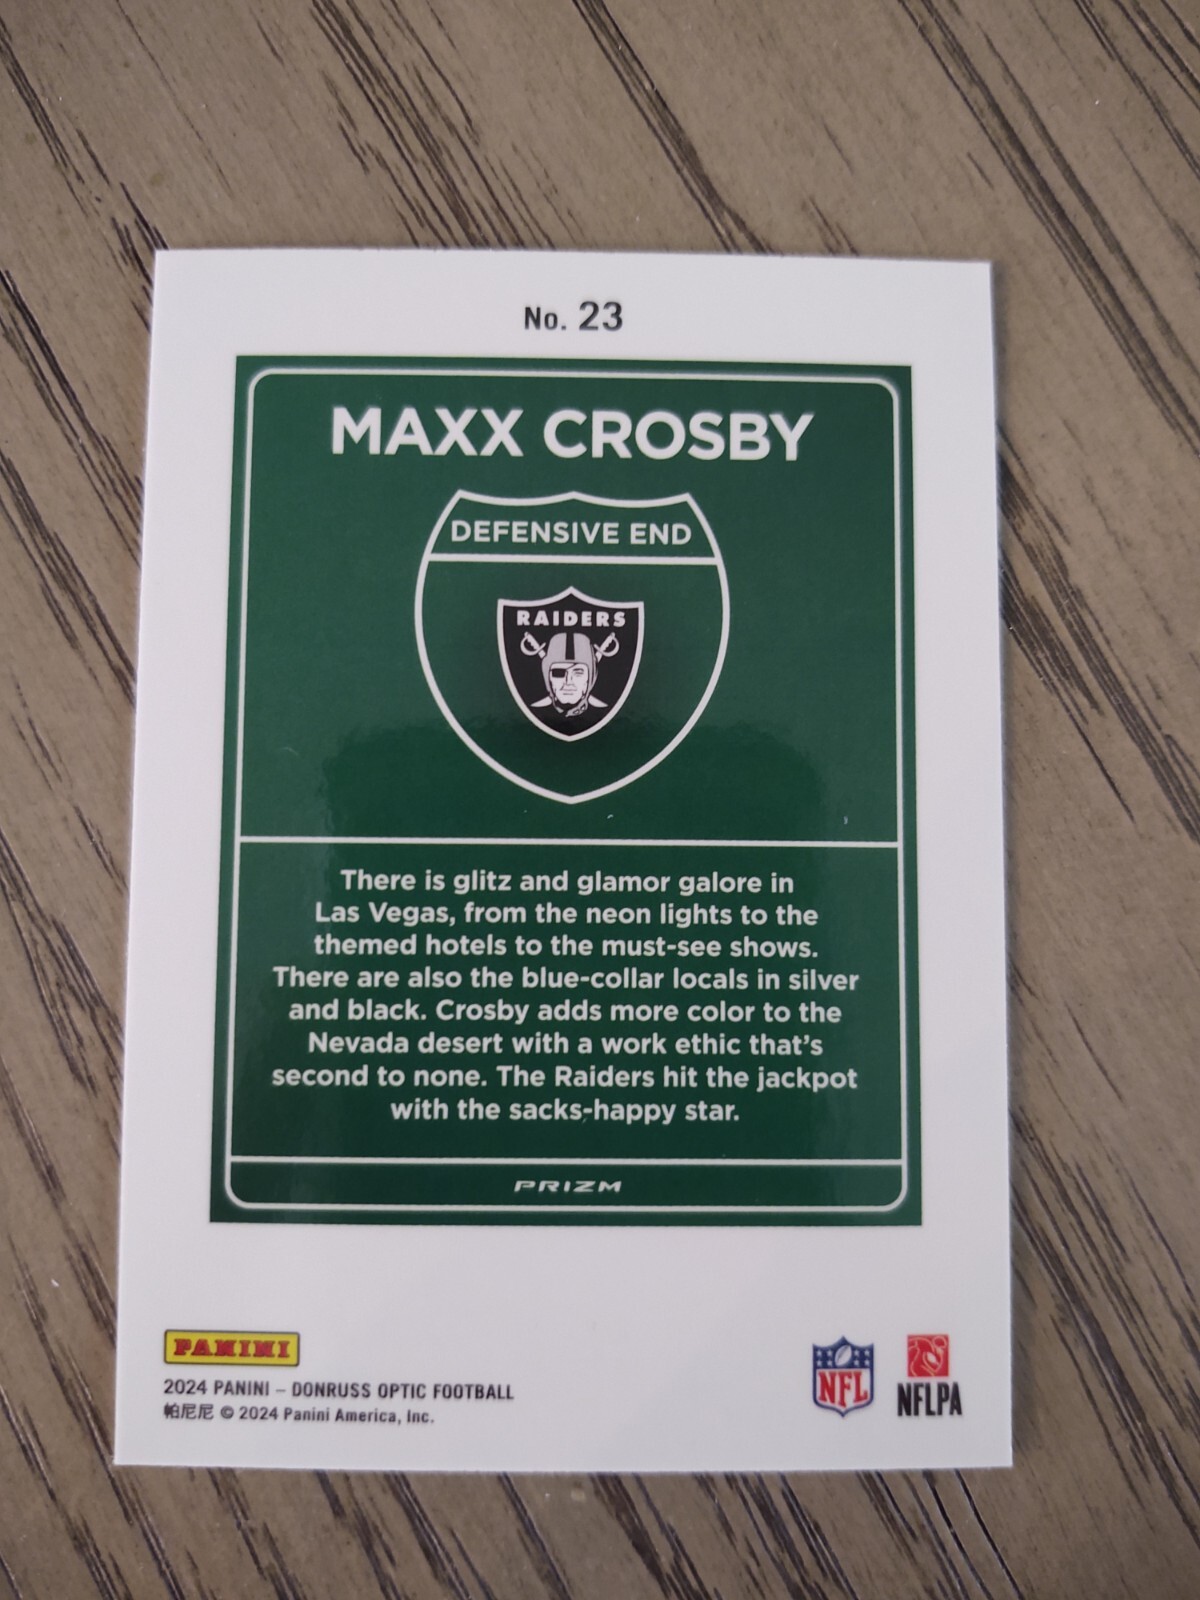 No. 23
MAXX CROSBY
DEFENSIVE END
RAIDERS
There is glitz and glamor galore in
Las Vegas, from the neon lights to the
themed hotels to the must-see shows.
There are also the blue-collar locals in silver
and black. Crosby adds more color to the
Nevada desert with a work ethic that's
second to none. The Raiders hit the jackpot
with the sacks-happy star.
PRIZM
PANINI
2024 PANINI – DONRUSS OPTIC FOOTBALL
帕尼尼 © 2024 Panini America, Inc.
NFL
NFLPA